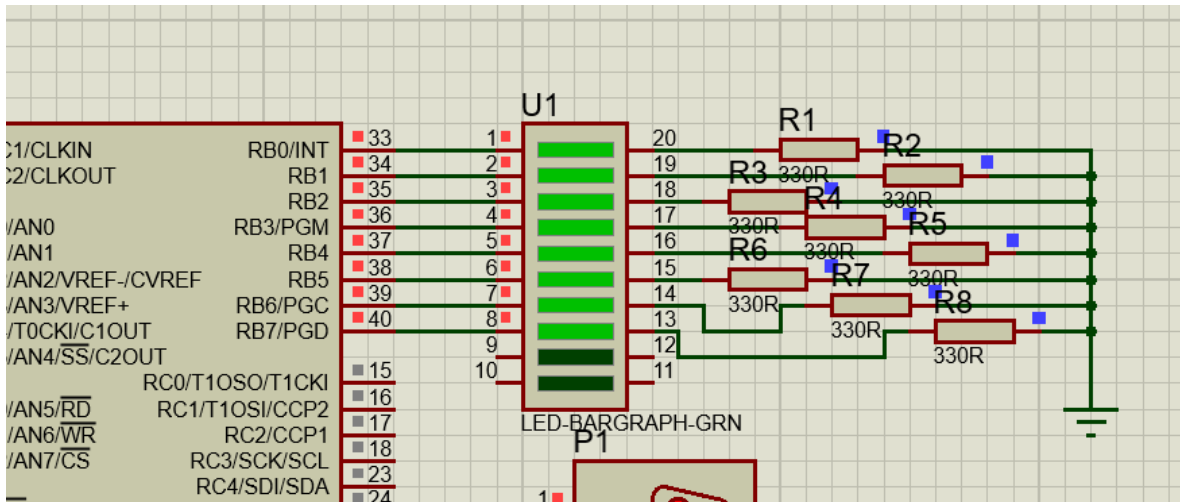 U1
R1
33 1 20
C1/CLKIN RB0/INT
R2
34 2 19
C2/CLKOUT RB1
R3 330R
35 3 18
RB2
R4 330R
36 4 17
/AN0 RB3/PGM
330R
R5
37 5 16
/AN1 RB4
R6 330R
38 6 15
/AN2/VREF-/CVREF RB5
R7 330R
39 7 14
/AN3/VREF+ RB6/PGC
330R R8
40 8 13
/T0CKI/C1OUT RB7/PGD
330R
9 12
/AN4/SS/C2OUT
330R
15 10 11
RC0/T1OSO/T1CKI
16
/AN5/RD RC1/T1OSI/CCP2
17
LED-BARGRAPH-GRN
/AN6/WR RC2/CCP1
P1
18
/AN7/CS RC3/SCK/SCL
23
RC4/SDI/SDA
24 1